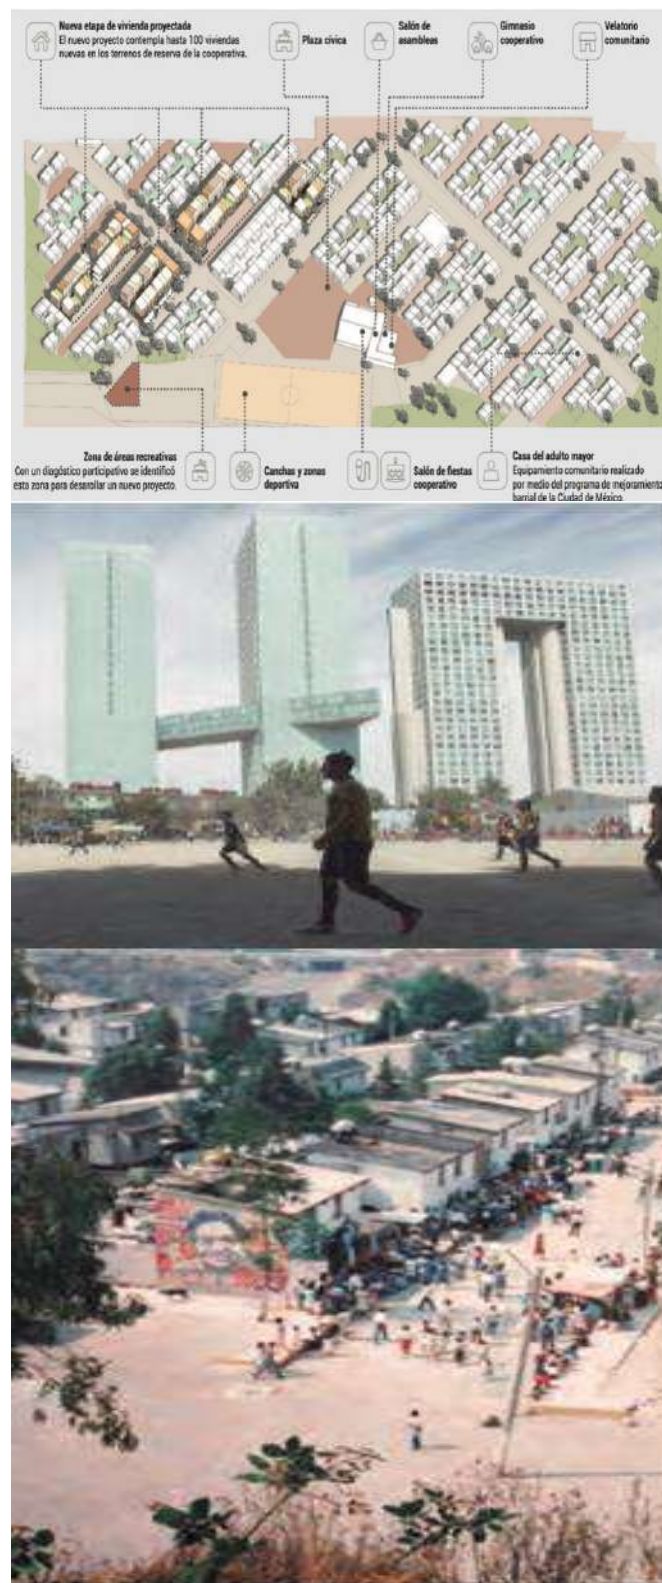 Nueva etapa de vivienda proyectada
El nuevo proyecto contempla hasta 100 viviendas
nuevas en los terrenos de reserva de la cooperativa.
Plaza cívica
Salón de
asambleas
Gimnasio
cooperativo
Velatorio
comunitario
Zona de áreas recreativas
Con un diagóstico participativo se identificó
esta zona para desarollar un nuevo proyecto.
Canchas y zonas
deportiva
Salón de fiestas
cooperativo
Casa del adulto mayor
Equipamiento comunitario realizado
por medio del programa de mejoramiento
barrial de la Ciudad de México.